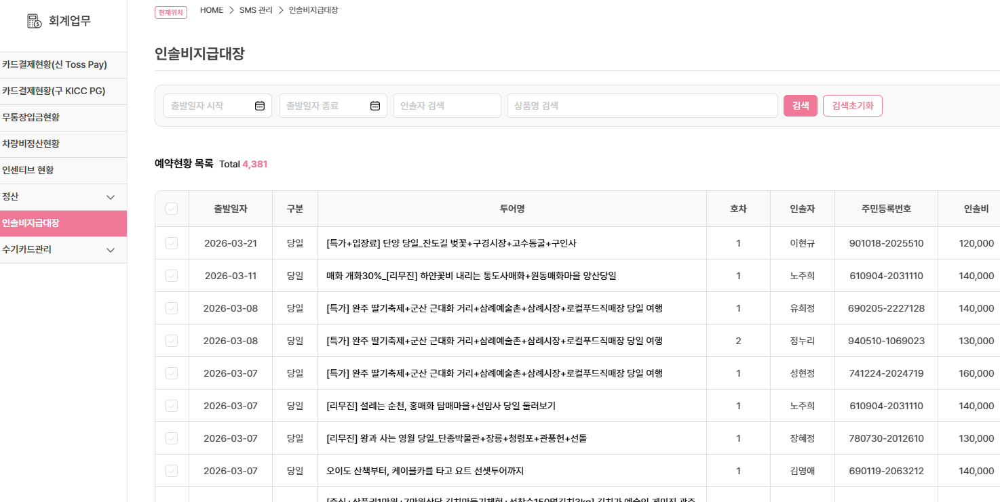 회계업무
카드결제현황(신 Toss Pay)
카드결제현황(구 KICC PG)
무통장입금현황
차량비정산현황
인센티브 현황
정산
인솔비지급대장
수기카드관리
현재위치 HOME > SMS 관리 > 인솔비지급대장
인솔비지급대장
출발일자 시작 출발일자 종료 인솔자 검색 상품명 검색 검색 검색초기화
예약현황 목록 Total 4,381
출발일자 구분 투어명 호차 인솔자 주민등록번호 인솔비
2026-03-21 당일 [특가+입장료] 단양 당일_잔도길 벚꽃+구경시장+고수동굴+구인사 1 이현규 901018-2025510 120,000
2026-03-11 당일 매화 개화30%_[리무진] 하얀꽃비 내리는 통도사매화+원동매화마을 양산당일 1 노주희 610904-2031110 140,000
2026-03-08 당일 [특가] 완주 딸기축제+군산 근대화 거리+삼례예술촌+삼례시장+로컬푸드직매장 당일 여행 1 유희정 690205-2227128 140,000
2026-03-08 당일 [특가] 완주 딸기축제+군산 근대화 거리+삼례예술촌+삼례시장+로컬푸드직매장 당일 여행 2 정누리 940510-1069023 130,000
2026-03-07 당일 [특가] 완주 딸기축제+군산 근대화 거리+삼례예술촌+삼례시장+로컬푸드직매장 당일 여행 1 성현정 741224-2024719 160,000
2026-03-07 당일 [리무진] 설레는 순천, 홍매화 탐매마을+선암사 당일 둘러보기 1 노주희 610904-2031110 140,000
2026-03-07 당일 [리무진] 왕과 사는 영월 당일_단종박물관+장릉+청령포+관풍헌+선돌 1 장혜정 780730-2012610 130,000
2026-03-07 당일 오이도 산책부터, 케이블카를 타고 요트 선셋투어까지 1 김영애 690119-2063212 140,000